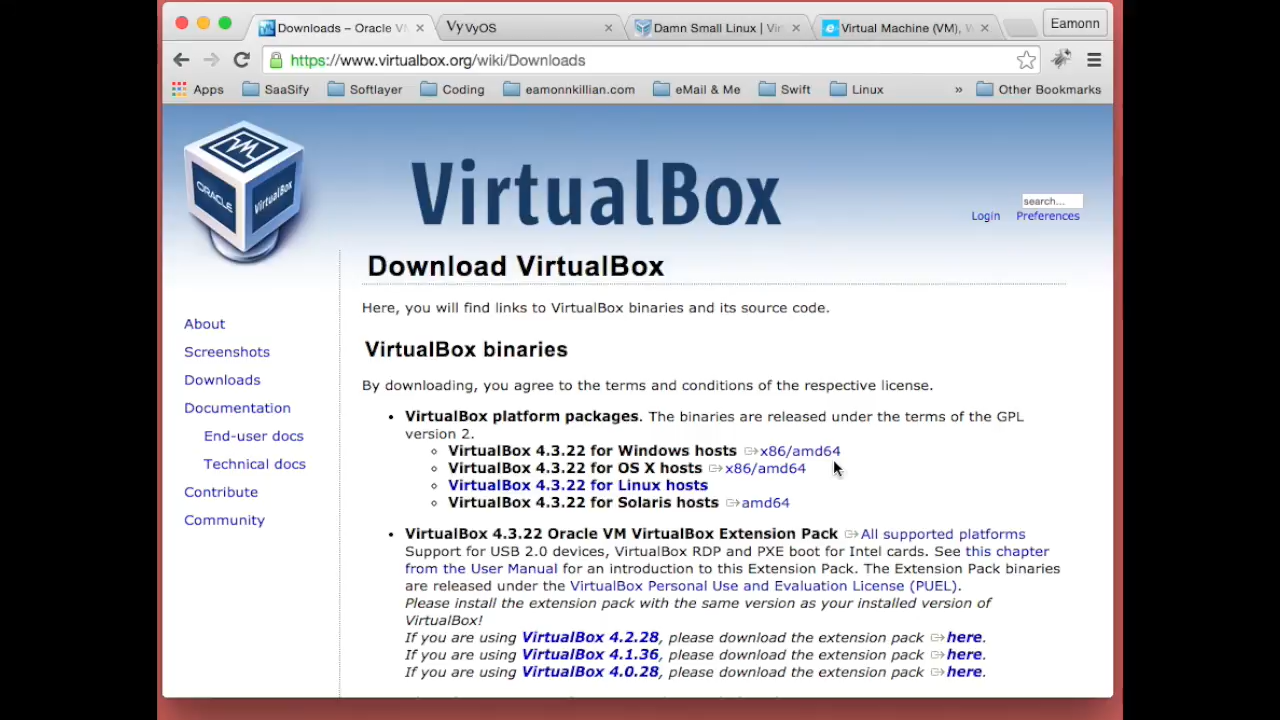 Downloads – Oracle VM
VyOS
Damn Small Linux | Vir
Virtual Machine (VM), W
Eamonn
https://www.virtualbox.org/wiki/Downloads
Apps
SaaSify
Softlayer
Coding
eamonnkillian.com
eMail & Me
Swift
Linux
»
Other Bookmarks
ORACLE
VirtualBox
VirtualBox
search...
Login
Preferences
About
Screenshots
Downloads
Documentation
End-user docs
Technical docs
Contribute
Community
Download VirtualBox
Here, you will find links to VirtualBox binaries and its source code.
VirtualBox binaries
By downloading, you agree to the terms and conditions of the respective license.
• VirtualBox platform packages. The binaries are released under the terms of the GPL
version 2.
VirtualBox 4.3.22 for Windows hosts x86/amd64
VirtualBox 4.3.22 for OS X hosts x86/amd64
VirtualBox 4.3.22 for Linux hosts
VirtualBox 4.3.22 for Solaris hosts amd64
• VirtualBox 4.3.22 Oracle VM VirtualBox Extension Pack All supported platforms
Support for USB 2.0 devices, VirtualBox RDP and PXE boot for Intel cards. See this chapter
from the User Manual for an introduction to this Extension Pack. The Extension Pack binaries
are released under the VirtualBox Personal Use and Evaluation License (PUEL).
Please install the extension pack with the same version as your installed version of
VirtualBox!
If you are using VirtualBox 4.2.28, please download the extension pack here.
If you are using VirtualBox 4.1.36, please download the extension pack here.
If you are using VirtualBox 4.0.28, please download the extension pack here.